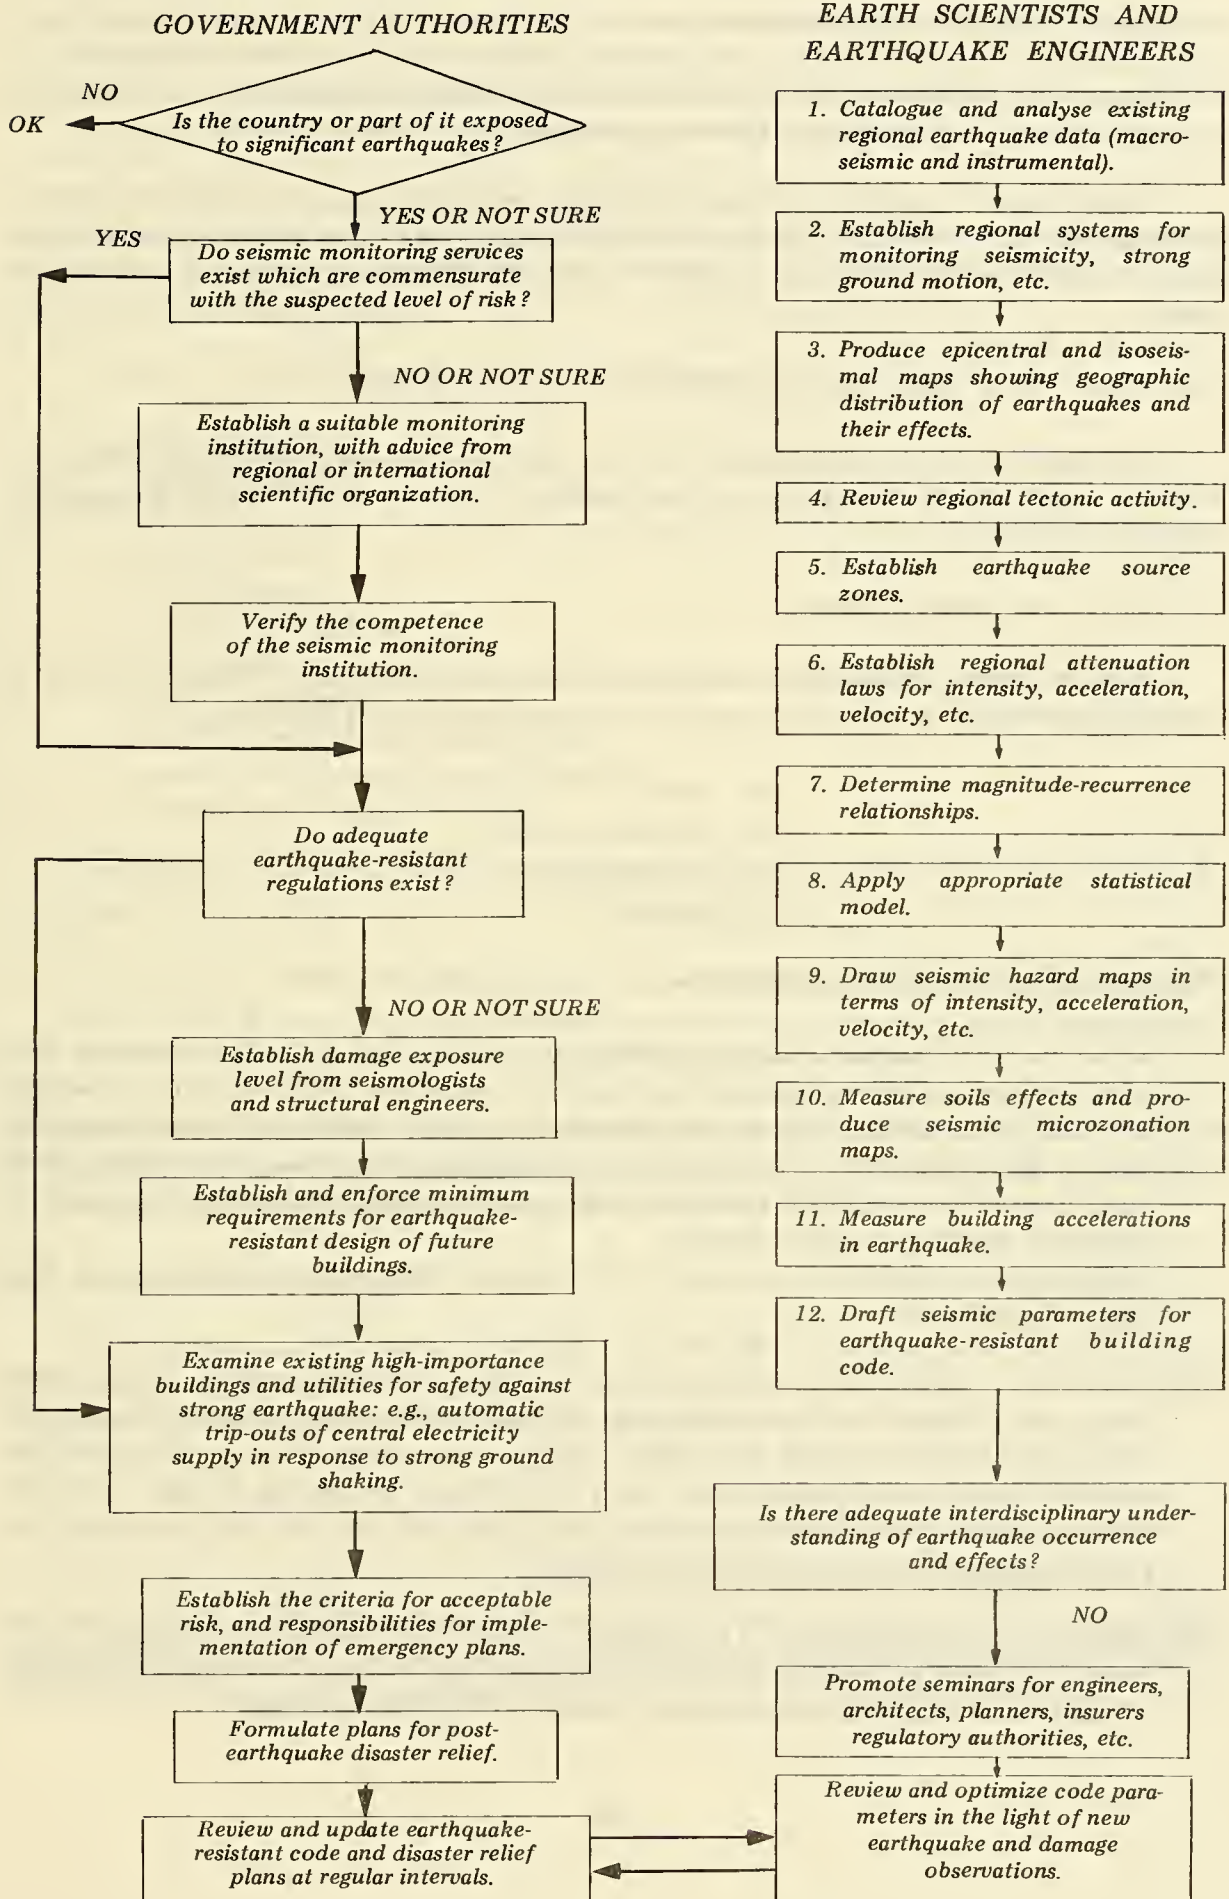 GOVERNMENT AUTHORITIES
NO
OK
Is the country or part of it exposed
to significant earthquakes?
YES OR NOT SURE
YES
Do seismic monitoring services
exist which are commensurate
with the suspected level of risk?
NO OR NOT SURE
Establish a suitable monitoring
institution, with advice from
regional or international
scientific organization.
Verify the competence
of the seismic monitoring
institution.
Do adequate
earthquake-resistant
regulations exist?
NO OR NOT SURE
Establish damage exposure
level from seismologists
and structural engineers.
Establish and enforce minimum
requirements for earthquake-
resistant design of future
buildings.
Examine existing high-importance
buildings and utilities for safety against
strong earthquake: e.g., automatic
trip-outs of central electricity
supply in response to strong ground
shaking.
Establish the criteria for acceptable
risk, and responsibilities for imple-
mentation of emergency plans.
Formulate plans for post-
earthquake disaster relief.
Review and update earthquake-
resistant code and disaster relief
plans at regular intervals.
EARTH SCIENTISTS AND
EARTHQUAKE ENGINEERS
1. Catalogue and analyse existing
regional earthquake data (macro-
seismic and instrumental).
2. Establish regional systems for
monitoring seismicity, strong
ground motion, etc.
3. Produce epicentral and isoseis-
mal maps showing geographic
distribution of earthquakes and
their effects.
4. Review regional tectonic activity.
5. Establish earthquake source
zones.
6. Establish regional attenuation
laws for intensity, acceleration,
velocity, etc.
7. Determine magnitude-recurrence
relationships.
8. Apply appropriate statistical
model.
9. Draw seismic hazard maps in
terms of intensity, acceleration,
velocity, etc.
10. Measure soils effects and pro-
duce seismic microzonation
maps.
11. Measure building accelerations
in earthquake.
12. Draft seismic parameters for
earthquake-resistant building
code.
Is there adequate interdisciplinary under-
standing of earthquake occurrence
and effects?
NO
Promote seminars for engineers,
architects, planners, insurers
regulatory authorities, etc.
Review and optimize code para-
meters in the light of new
earthquake and damage
observations.